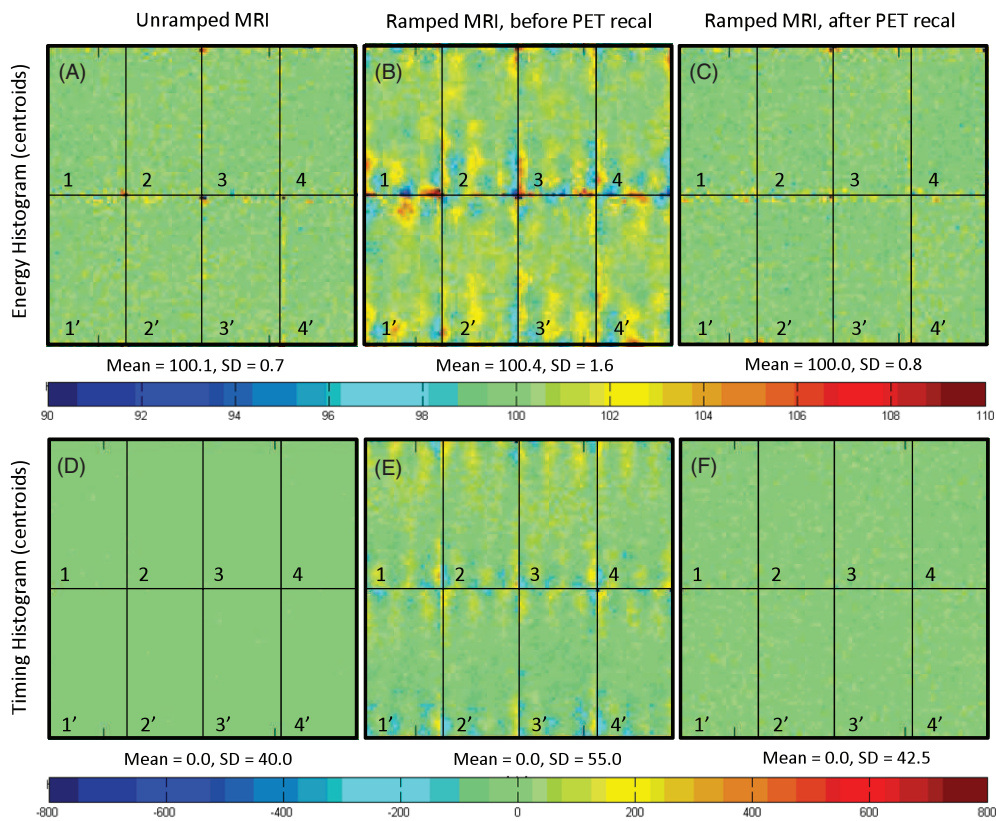 Unramped MRI
Ramped MRI, before PET recal
Ramped MRI, after PET recal
Energy Histogram (centroids)
(A)
(B)
(C)
1 2 3 4
1 2 3 4
1 2 3 4
1’ 2’ 3’ 4’
1’ 2’ 3’ 4’
1’ 2’ 3’ 4’
Mean = 100.1, SD = 0.7
Mean = 100.4, SD = 1.6
Mean = 100.0, SD = 0.8
90 92 94 96 98 100 102 104 106 108 110
Timing Histogram (centroids)
(D)
(E)
(F)
1 2 3 4
1 2 3 4
1 2 3 4
1’ 2’ 3’ 4’
1’ 2’ 3’ 4’
1’ 2’ 3’ 4’
Mean = 0.0, SD = 40.0
Mean = 0.0, SD = 55.0
Mean = 0.0, SD = 42.5
-800 -600 -400 -200 0 200 400 600 800